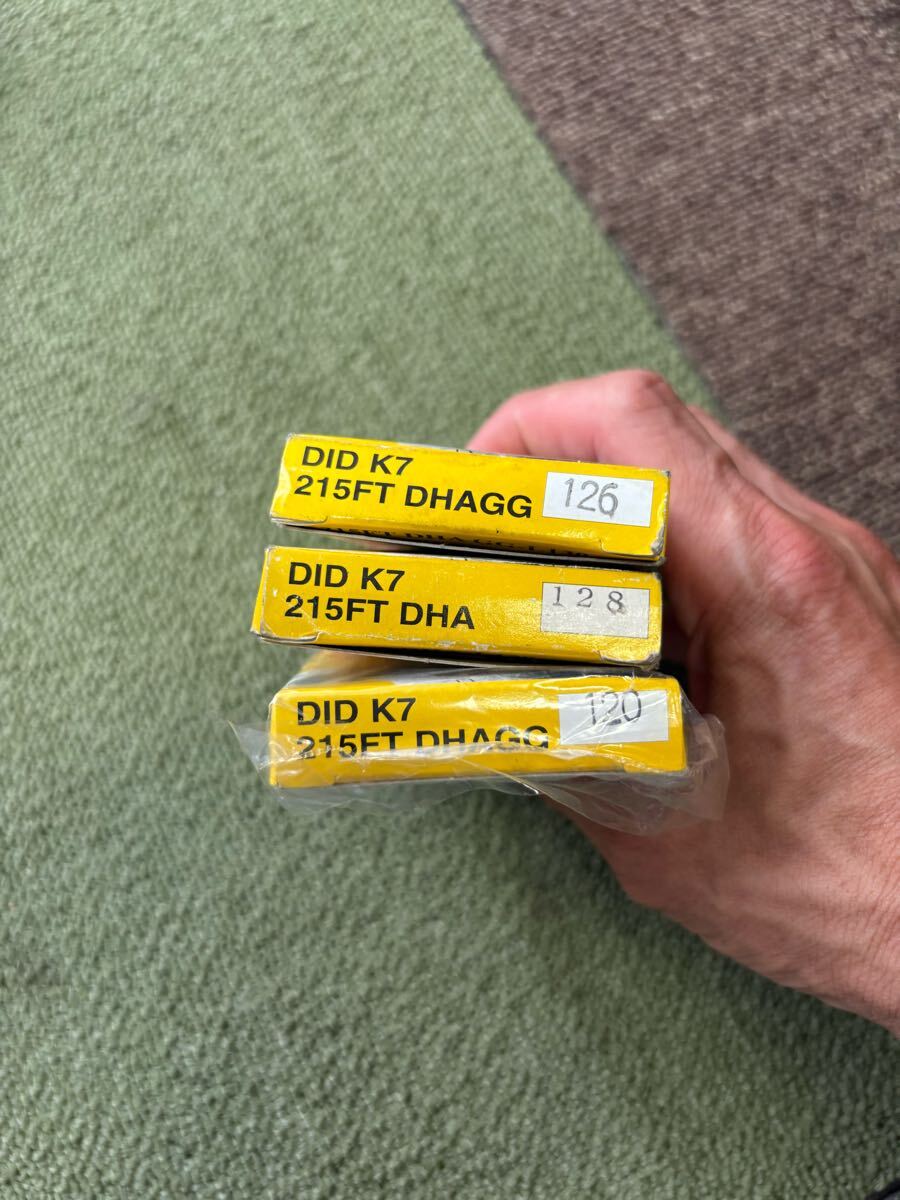 DID K7
215FT DHAGG 126
DID K7
215FT DHA 128
DID K7
215FT DHAGG 120